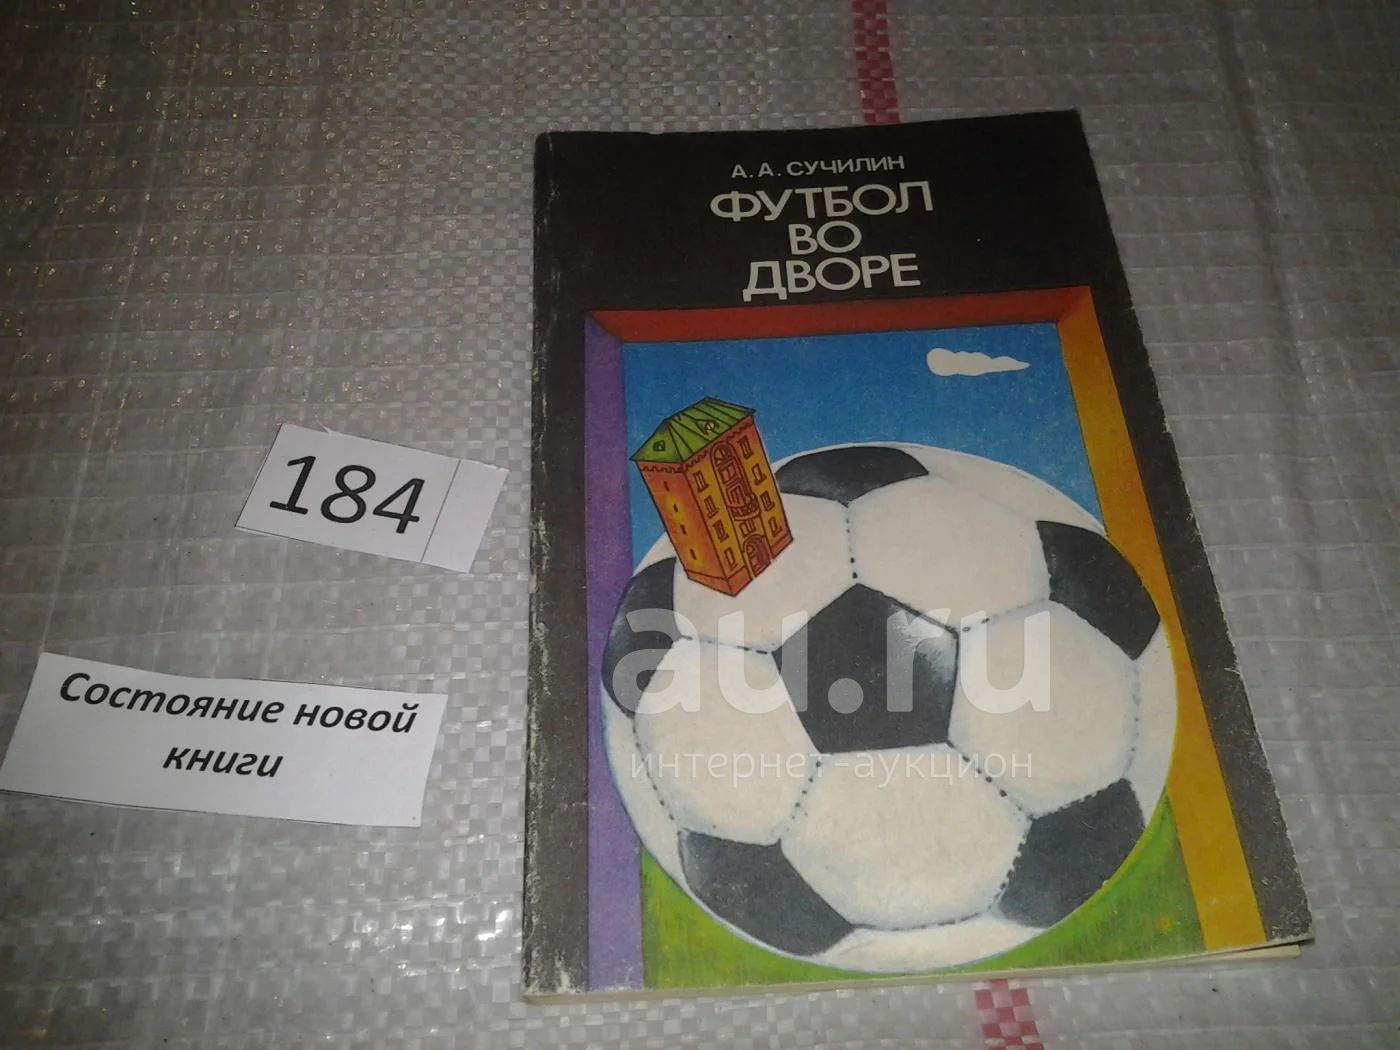 А. А. СУЧИЛИН
ФУТБОЛ
ВО
ДВОРЕ
184
Состояние новой
книги
au.ru
интернет-аукцион